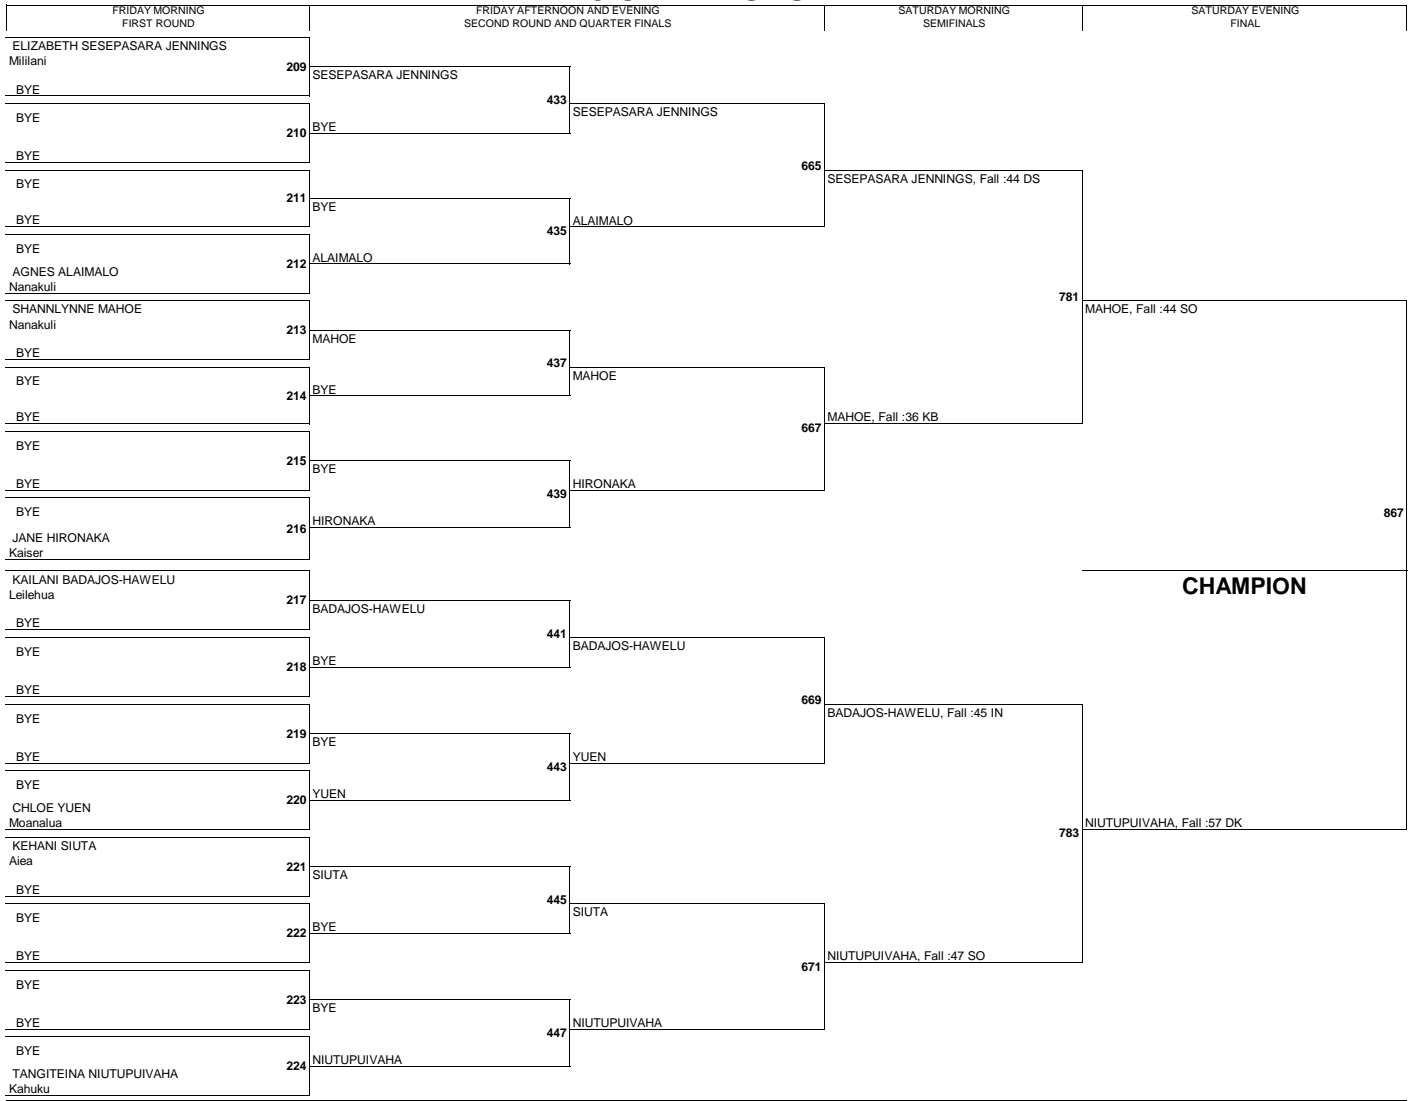 FRIDAY MORNING
FIRST ROUND
FRIDAY AFTERNOON AND EVENING
SECOND ROUND AND QUARTER FINALS
SATURDAY MORNING
SEMIFINALS
SATURDAY EVENING
FINAL
ELIZABETH SESEPASARA JENNINGS
Mililani
209
BYE
BYE
210
BYE
BYE
211
BYE
BYE
212
AGNES ALAIMALO
Nanakuli
SHANNLYNNE MAHOE
Nanakuli
213
BYE
BYE
214
BYE
BYE
215
BYE
BYE
216
JANE HIRONAKA
Kaiser
KAILANI BADAJOS-HAWELU
Leilehua
217
BYE
BYE
218
BYE
BYE
219
BYE
BYE
220
CHLOE YUEN
Moanalua
KEHANI SIUTA
Aiea
221
BYE
BYE
222
BYE
BYE
223
BYE
BYE
224
TANGITEINA NIUTUPUIVAHA
Kahuku
SESEPASARA JENNINGS
433
BYE
BYE
435
ALAIMALO
MAHOE
437
BYE
BYE
439
HIRONAKA
BADAJOS-HAWELU
441
BYE
BYE
443
YUEN
SIUTA
445
BYE
BYE
447
NIUTUPUIVAHA
SESEPASARA JENNINGS
665
ALAIMALO
MAHOE
667
HIRONAKA
BADAJOS-HAWELU
669
YUEN
SIUTA
671
NIUTUPUIVAHA
SESEPASARA JENNINGS, Fall :44 DS
781
MAHOE, Fall :36 KB
BADAJOS-HAWELU, Fall :45 IN
783
NIUTUPUIVAHA, Fall :47 SO
MAHOE, Fall :44 SO
867
CHAMPION
NIUTUPUIVAHA, Fall :57 DK